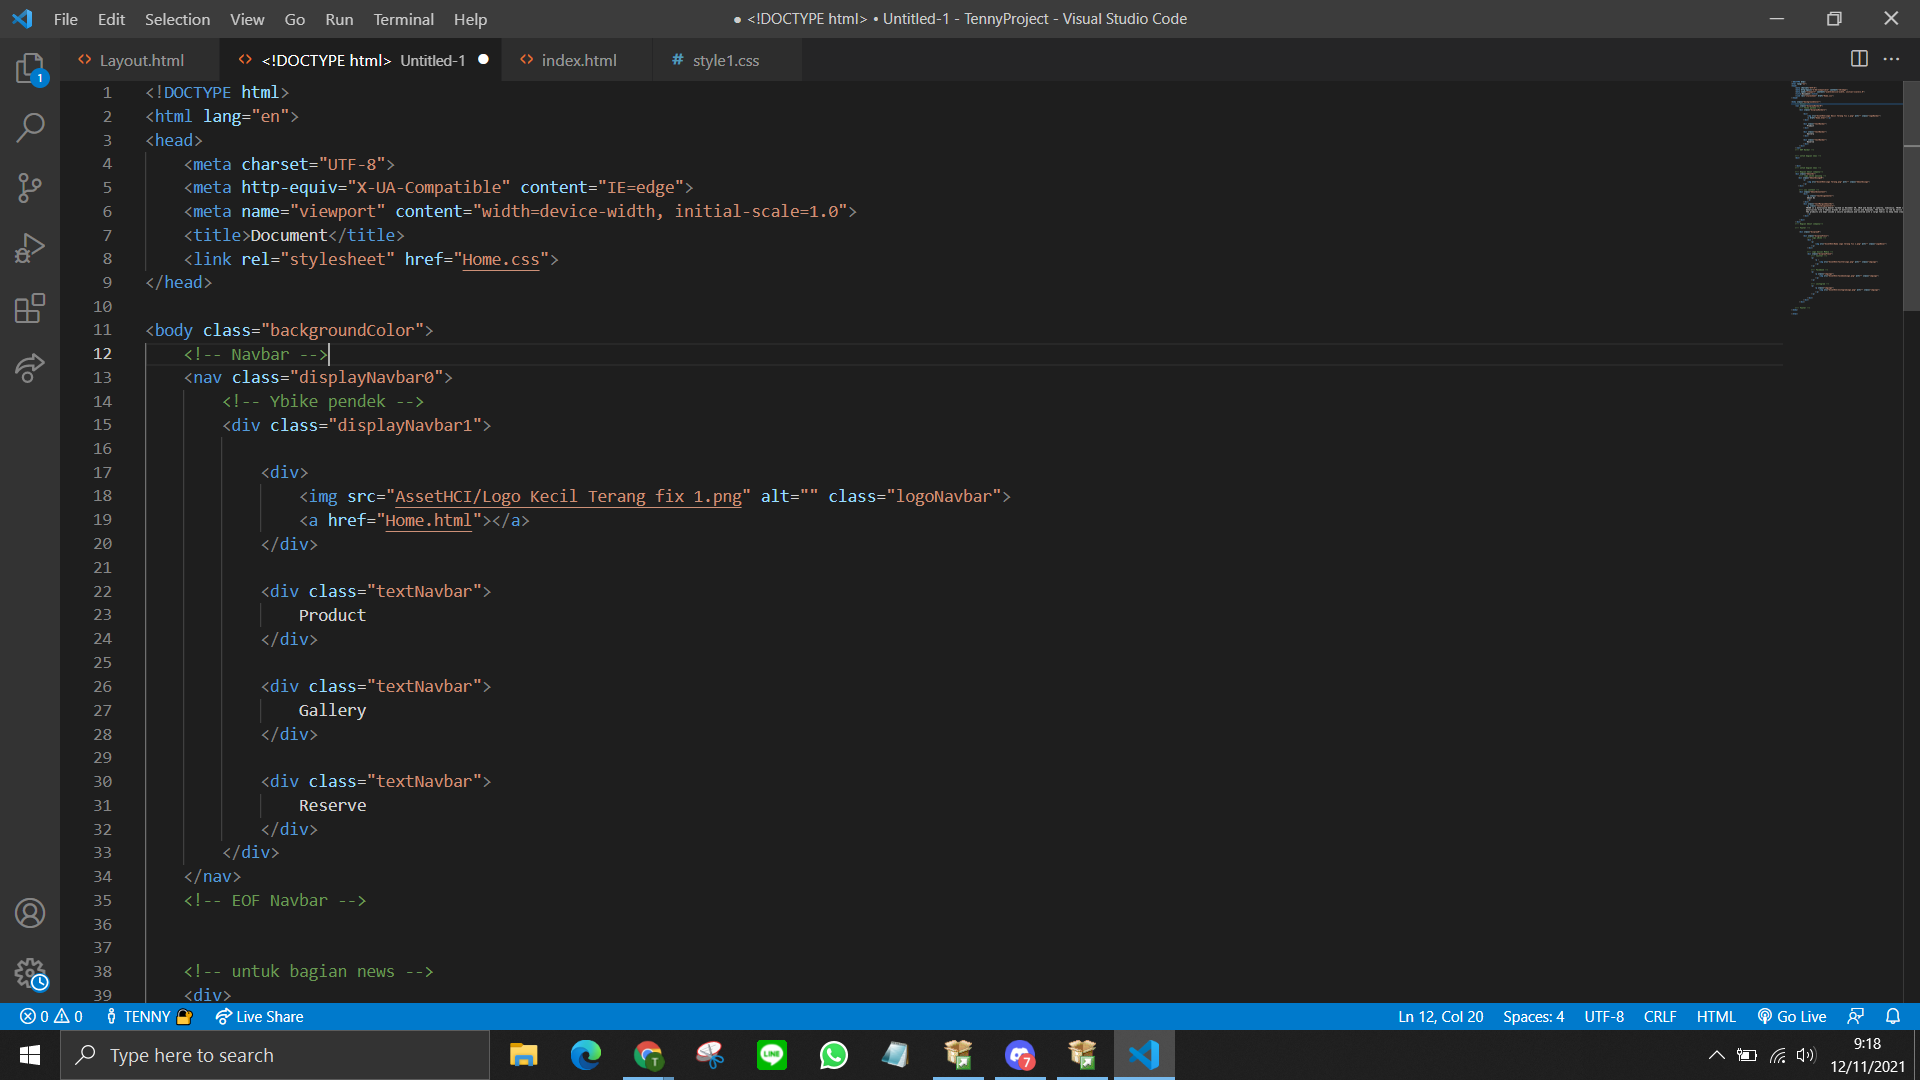 File Edit Selection View Go Run Terminal Help
● <!DOCTYPE html> • Untitled-1 - TennyProject - Visual Studio Code
Layout.html
<!DOCTYPE html> Untitled-1
index.html
# style1.css
1
1 <!DOCTYPE html>
2 <html lang="en">
3 <head>
4 <meta charset="UTF-8">
5 <meta http-equiv="X-UA-Compatible" content="IE=edge">
6 <meta name="viewport" content="width=device-width, initial-scale=1.0">
7 <title>Document</title>
8 <link rel="stylesheet" href="Home.css">
9 </head>
10
11 <body class="backgroundColor">
12 <!-- Navbar -->
13 <nav class="displayNavbar0">
14 <!-- Ybike pendek -->
15 <div class="displayNavbar1">
16
17 <div>
18 <img src="AssetHCI/Logo Kecil Terang fix 1.png" alt="" class="logoNavbar">
19 <a href="Home.html"></a>
20 </div>
21
22 <div class="textNavbar">
23 Product
24 </div>
25
26 <div class="textNavbar">
27 Gallery
28 </div>
29
30 <div class="textNavbar">
31 Reserve
32 </div>
33 </div>
34 </nav>
35 <!-- EOF Navbar -->
36
37
38 <!-- untuk bagian news -->
39 <div>
0 0 TENNY Live Share
Ln 12, Col 20 Spaces: 4 UTF-8 CRLF HTML Go Live
Type here to search
T
LINE
7
9:18
12/11/2021